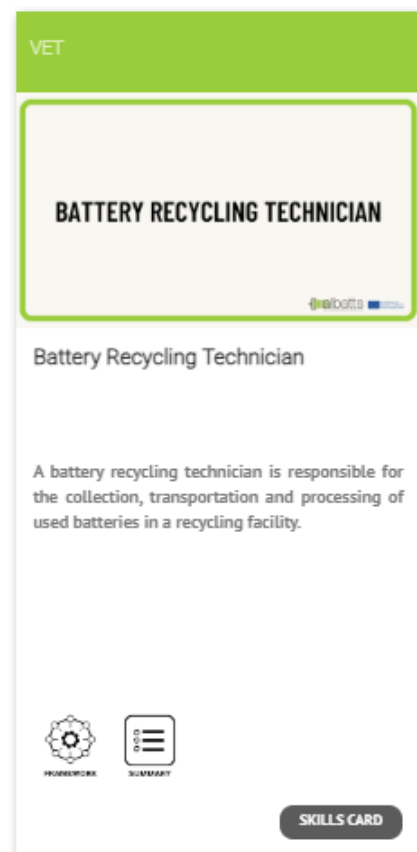 VET
BATTERY RECYCLING TECHNICIAN
albatts
Battery Recycling Technician
A battery recycling technician is responsible for
the collection, transportation and processing of
used batteries in a recycling facility.
FRAMEWORK
SUMMARY
SKILLS CARD